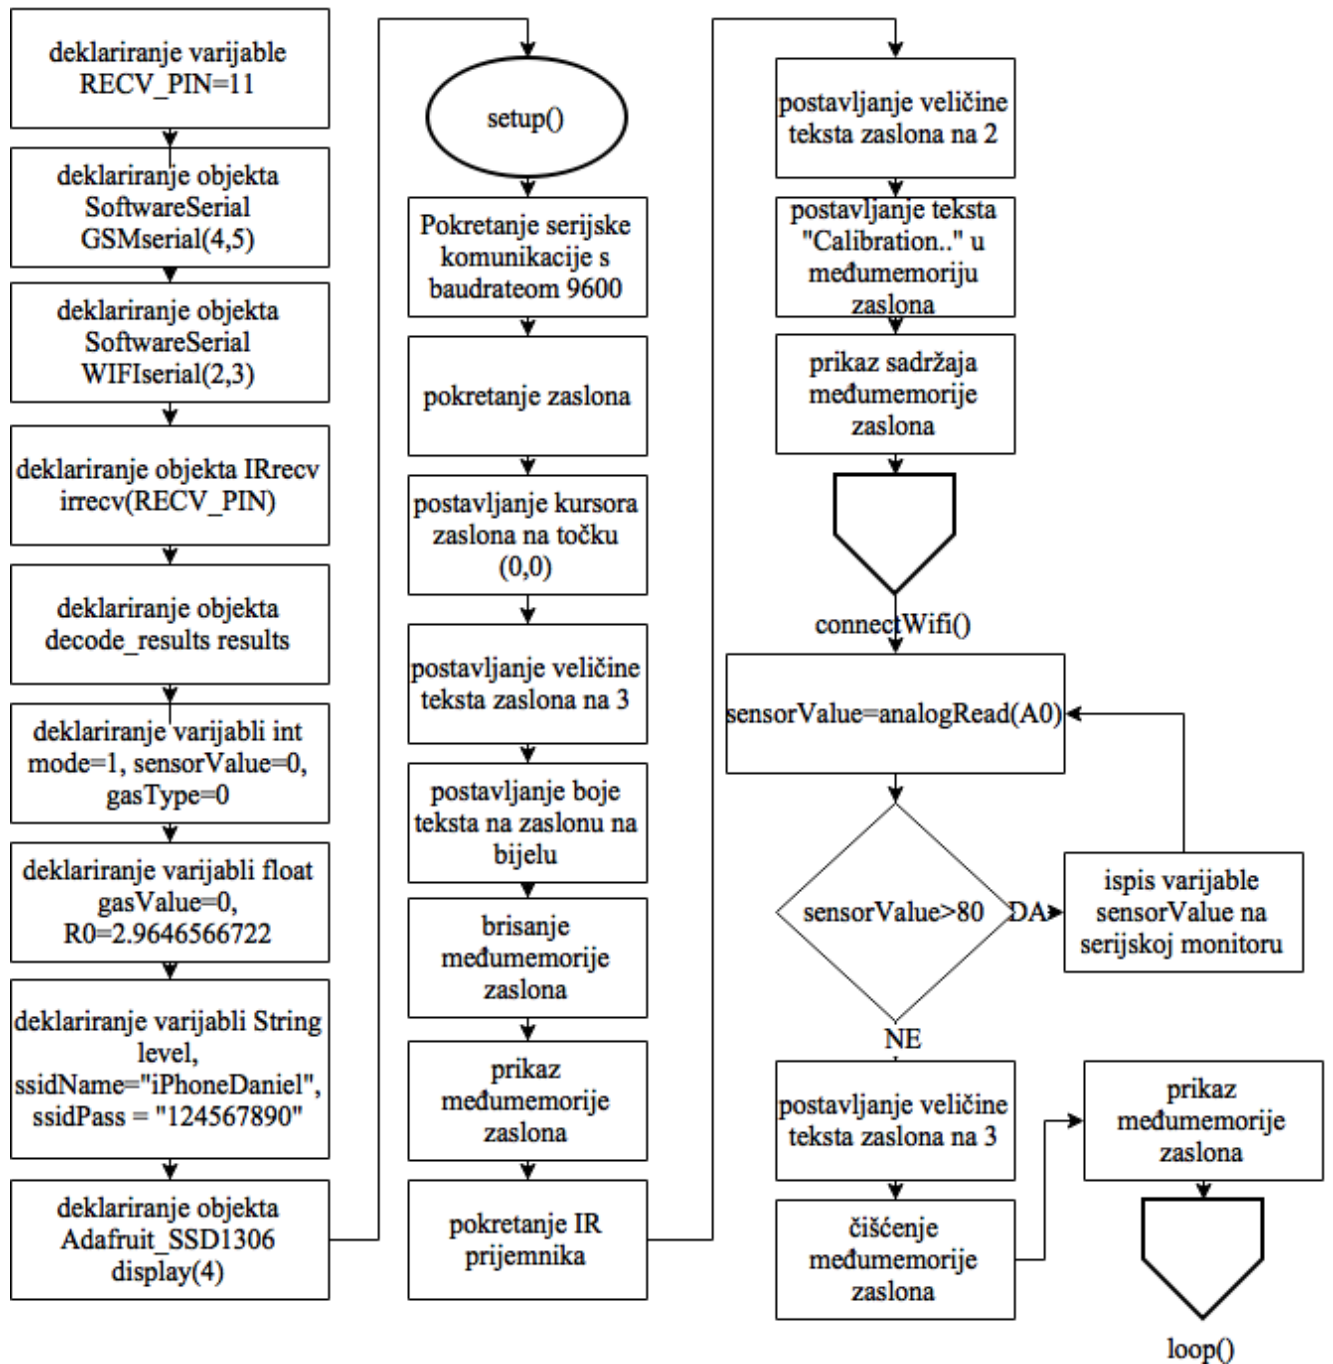 deklariranje varijable
RECV_PIN=11
deklariranje objekta
SoftwareSerial
GSMserial(4,5)
deklariranje objekta
SoftwareSerial
WIFIserial(2,3)
deklariranje objekta IRrecv
irrecv(RECV_PIN)
deklariranje objekta
decode_results results
deklariranje varijabli int
mode=1, sensorValue=0,
gasType=0
deklariranje varijabli float
gasValue=0,
R0=2.9646566722
deklariranje varijabli String
level,
ssidName="iPhoneDaniel",
ssidPass = "124567890"
deklariranje objekta
Adafruit_SSD1306
display(4)
setup()
Pokretanje serijske
komunikacije s
baudrateom 9600
pokretanje zaslona
postavljanje kursora
zaslona na točku
(0,0)
postavljanje veličine
teksta zaslona na 3
postavljanje boje
teksta na zaslonu na
bijelu
brisanje
međumemorije
zaslona
prikaz
međumemorije
zaslona
pokretanje IR
prijemnika
postavljanje veličine
teksta zaslona na 2
postavljanje teksta
"Calibration.." u
međumemoriju
zaslona
prikaz sadržaja
međumemorije
zaslona
connectWifi()
sensorValue=analogRead(A0)
sensorValue>80
DA
ispis varijable
sensorValue na
serijskoj monitoru
NE
postavljanje veličine
teksta zaslona na 3
čišćenje
međumemorije
zaslona
prikaz
međumemorije
zaslona
loop()